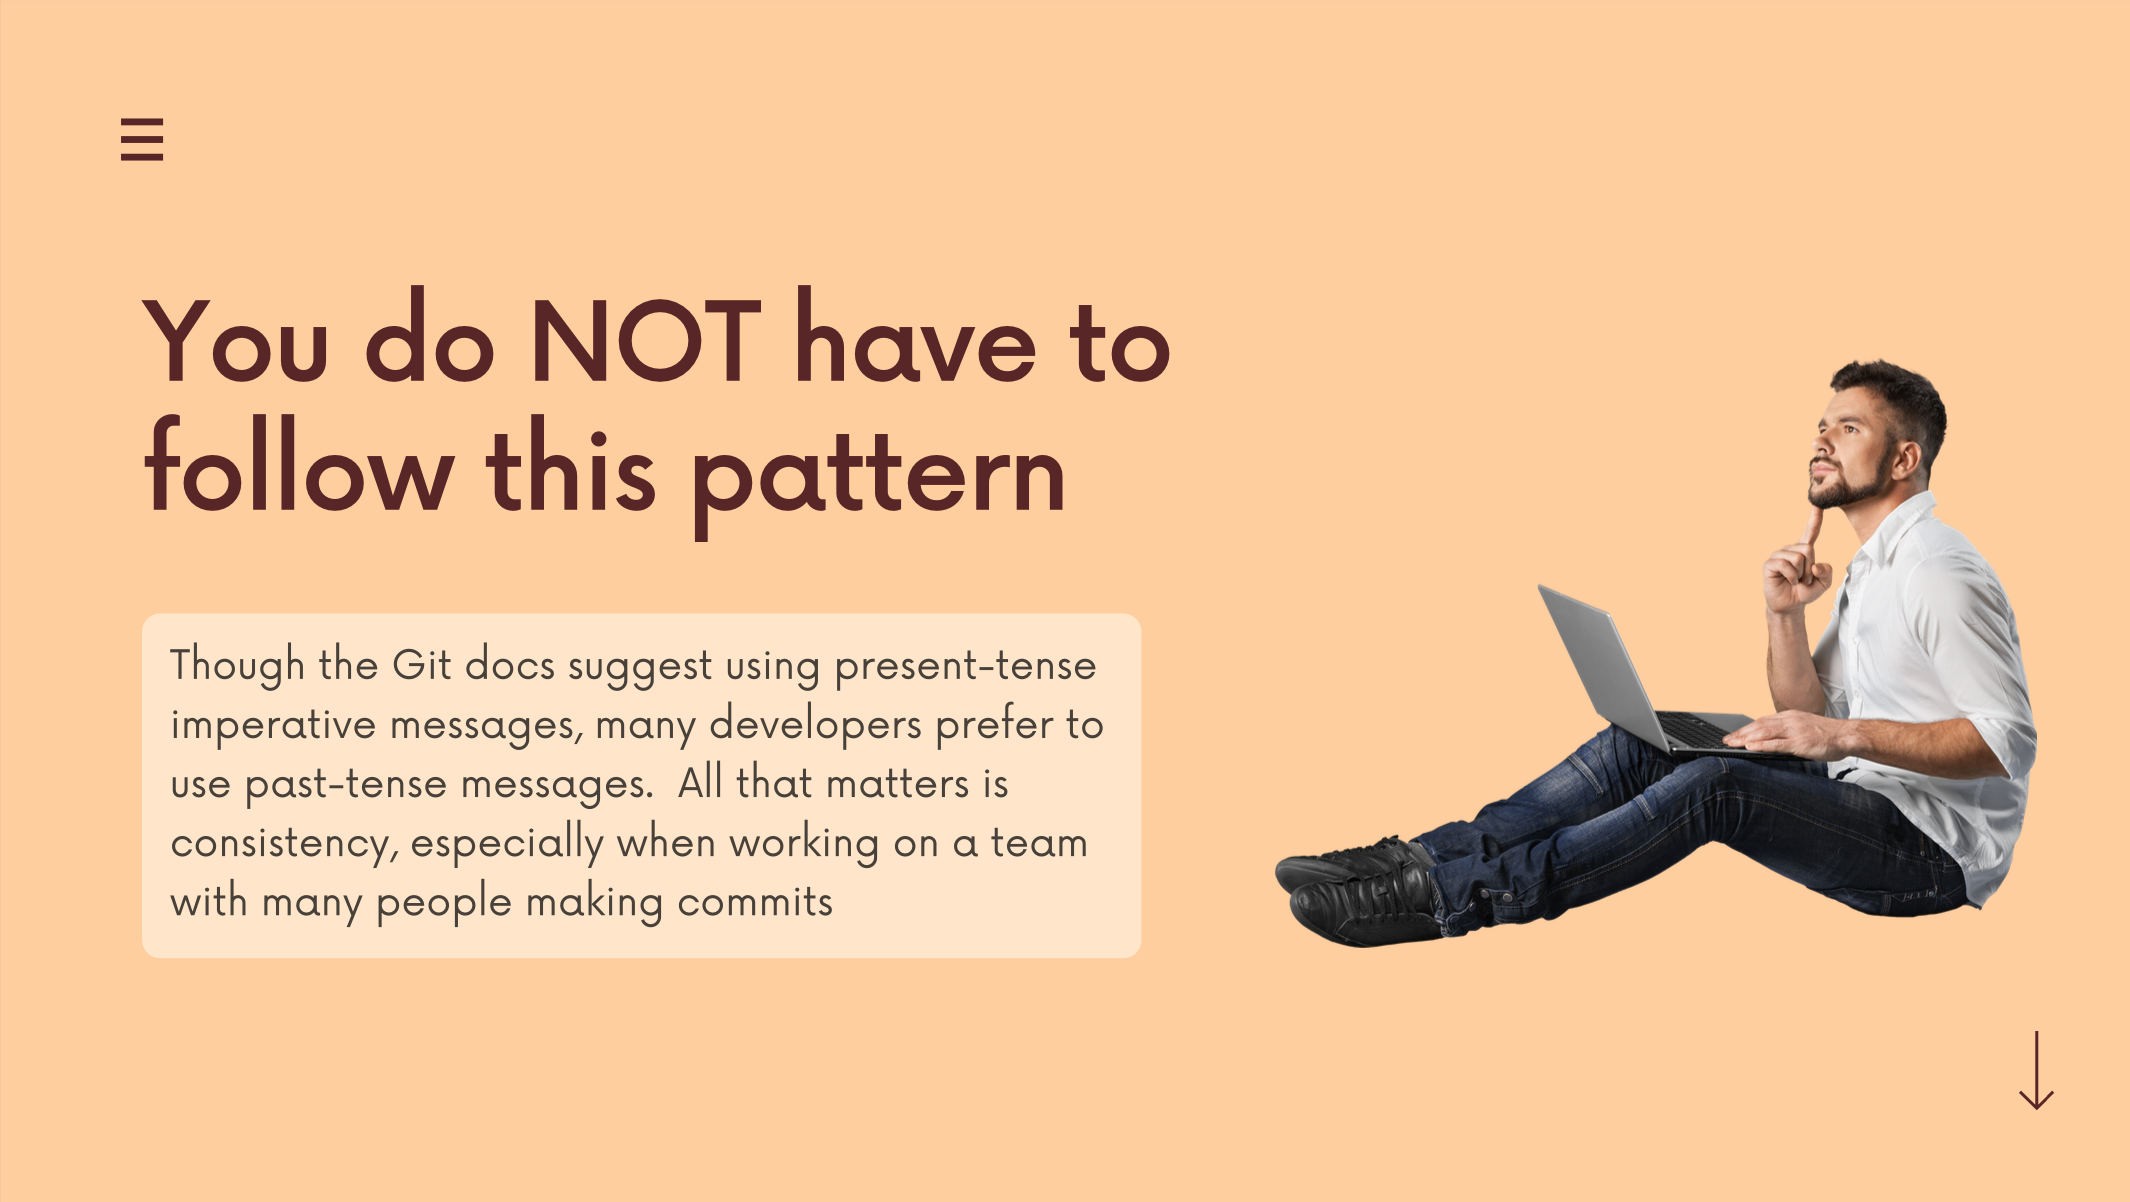 You do NOT have to
follow this pattern
Though the Git docs suggest using present-tense
imperative messages, many developers prefer to
use past-tense messages.  All that matters is
consistency, especially when working on a team
with many people making commits